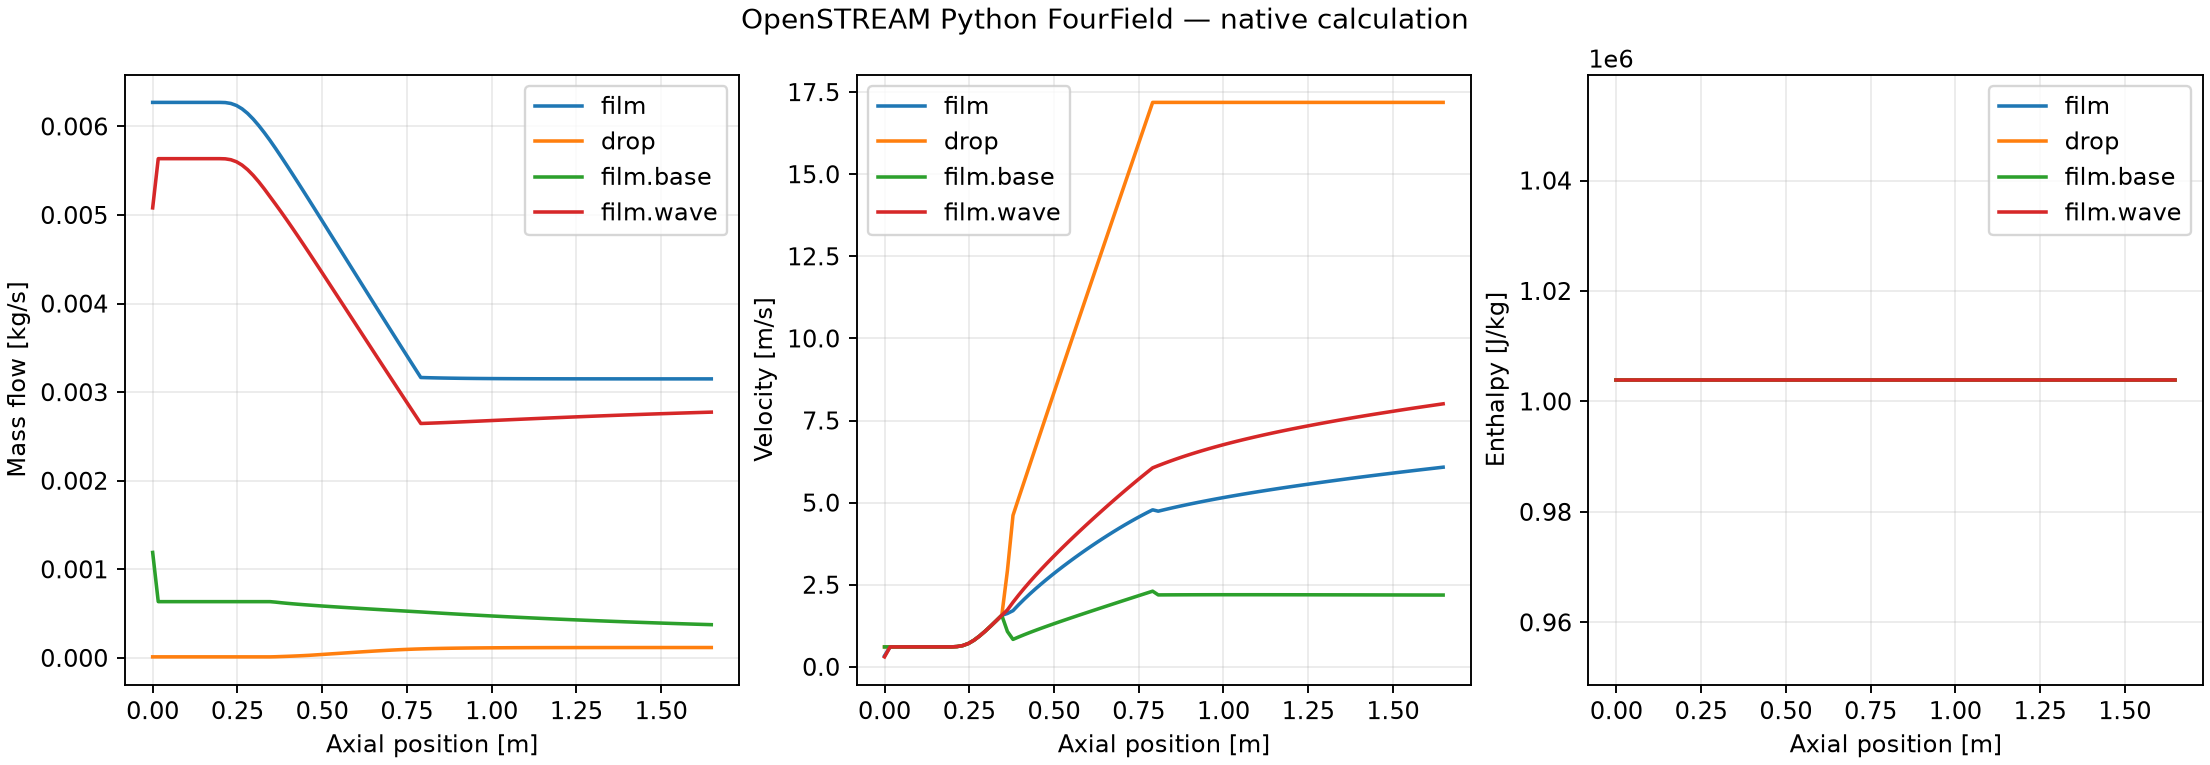 OpenSTREAM Python FourField — native calculation
Mass flow [kg/s]
0.006
0.005
0.004
0.003
0.002
0.001
0.000
film
drop
film.base
film.wave
0.00 0.25 0.50 0.75 1.00 1.25 1.50
Axial position [m]
Velocity [m/s]
17.5
15.0
12.5
10.0
7.5
5.0
2.5
0.0
film
drop
film.base
film.wave
0.00 0.25 0.50 0.75 1.00 1.25 1.50
Axial position [m]
1e6
Enthalpy [J/kg]
1.04
1.02
1.00
0.98
0.96
film
drop
film.base
film.wave
0.00 0.25 0.50 0.75 1.00 1.25 1.50
Axial position [m]